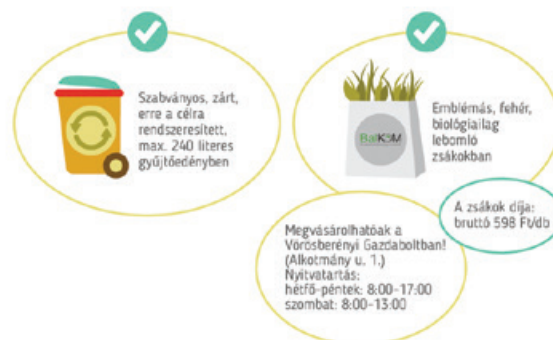 Szabványos, zárt,
erre a célra
rendszeresített,
max. 240 literes
gyűjtőedényben
Emblémás, fehér,
biológiailag
lebomló
zsákokban
BalKÖM
A zsákok díja:
bruttó 598 Ft/db
Megvásárolhatóak a
Vörösberényi Gazdaboltban!
(Alkotmány u. 1.)
Nyitvatartás:
hétfő-péntek: 8:00-17:00
szombat: 8:00-13:00